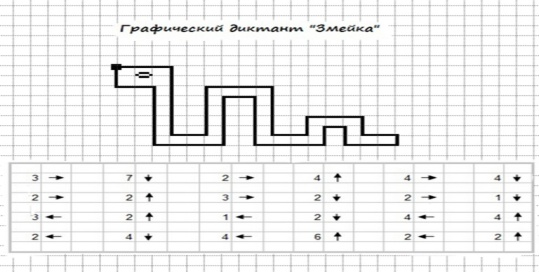 Графический диктант "Змейка"
3 → 7 ↓ 2 → 4 ↑ 4 → 4 ↓
2 → 2 ↑ 3 → 2 ↓ 2 → 1 ↓
3 ← 2 ↑ 1 ← 2 ↓ 4 ← 4 ↑
2 ← 4 ↓ 4 ← 6 ↑ 2 ← 2 ↑